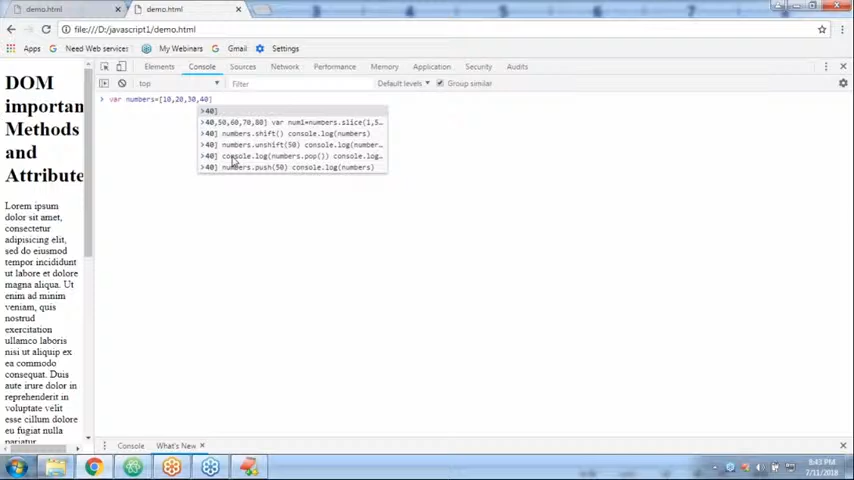 demo.html
demo.html
file:///D:/javascript1/demo.html
Apps Need Web services My Webinars Gmail Settings
Elements Console Sources Network Performance Memory Application Security Audits
top Filter Default levels Group similar
> var numbers=[10,20,30,40]
>40]
>40,50,60,70,80] var num1=numbers.slice(1,5…
>40] numbers.shift() console.log(numbers)
>40] numbers.unshift(50) console.log(number…
>40] console.log(numbers.pop()) console.log…
>40] numbers.push(50) console.log(numbers)
DOM
importan
Methods
and
Attribute
Lorem ipsum
dolor sit amet,
consectetur
adipisicing elit,
sed do eiusmod
tempor incididunt
ut labore et dolore
magna aliqua. Ut
enim ad minim
veniam, quis
nostrud
exercitation
ullamco laboris
nisi ut aliquip ex
ea commodo
consequat. Duis
aute irure dolor in
reprehenderit in
voluptate velit
esse cillum dolore
eu fugiat nulla
Console What's New
3 4 5 6 7 8
8:43 PM
7/11/2018